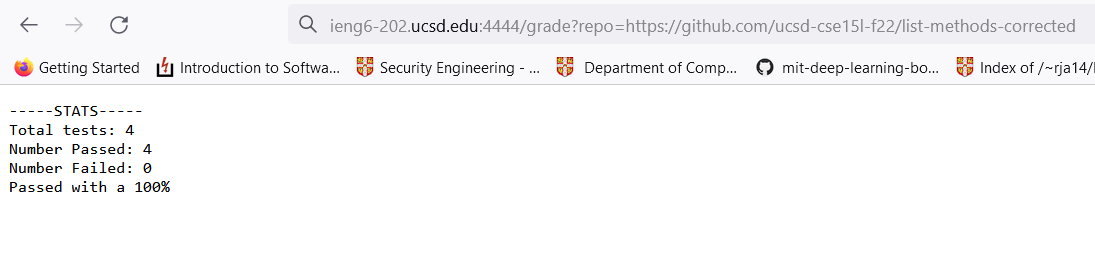 ieng6-202.ucsd.edu:4444/grade?repo=https://github.com/ucsd-cse15l-f22/list-methods-corrected
Getting Started Introduction to Softwa... Security Engineering - ... Department of Comp... mit-deep-learning-bo... Index of /~rja14/
-----STATS-----
Total tests: 4
Number Passed: 4
Number Failed: 0
Passed with a 100%